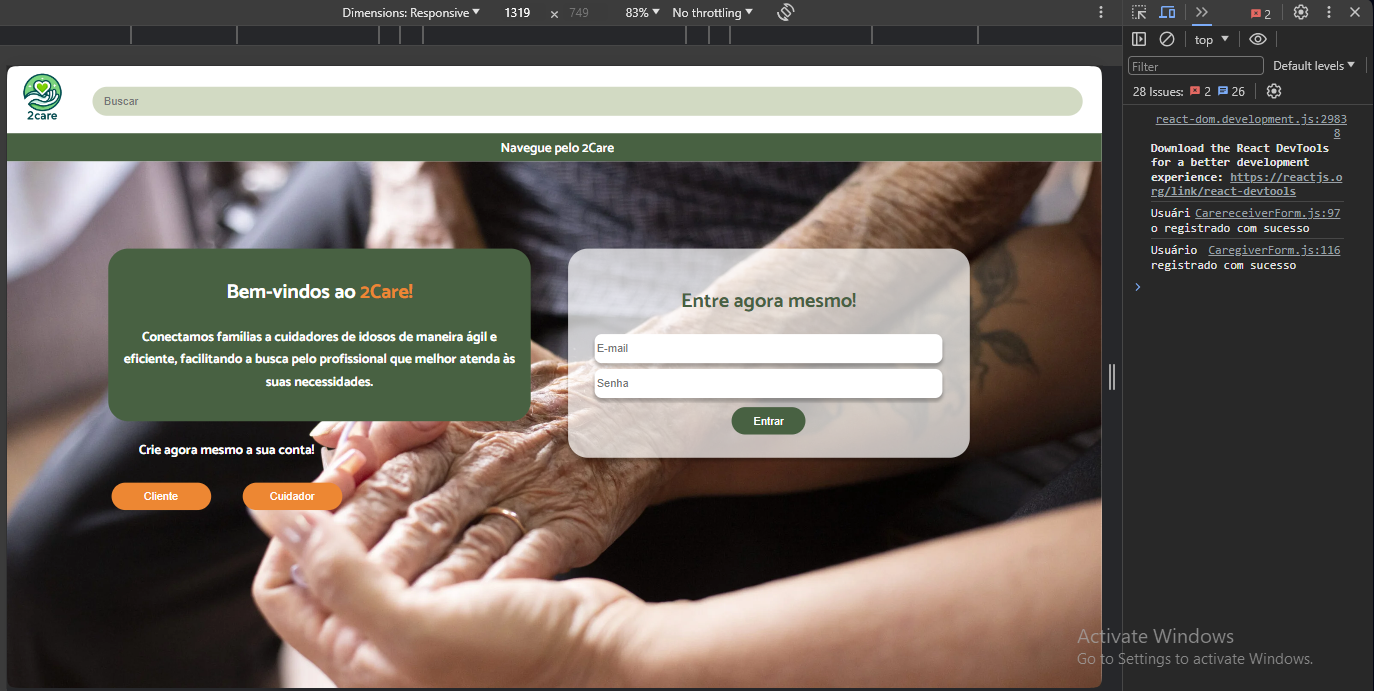 Dimensions: Responsive 1319 × 749 83% No throttling
2
top
Filter Default levels
28 Issues: 2 26
react-dom.development.js:2983
8
Download the React DevTools
for a better development
experience: https://reactjs.o
rg/link/react-devtools
Usuári CarereceiverForm.js:97
o registrado com sucesso
Usuário CaregiverForm.js:116
registrado com sucesso
2care
Buscar
Navegue pelo 2Care
Bem-vindos ao 2Care!
Conectamos famílias a cuidadores de idosos de maneira ágil e
eficiente, facilitando a busca pelo profissional que melhor atenda às
suas necessidades.
Crie agora mesmo a sua conta!
Cliente Cuidador
Entre agora mesmo!
E-mail
Senha
Entrar
Activate Windows
Go to Settings to activate Windows.